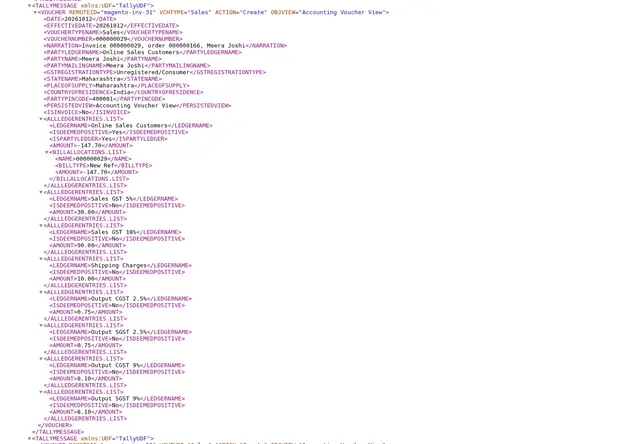 ▼<TALLYMESSAGE xmlns:UDF="TallyUDF">
▼<VOUCHER REMOTEID="magento-inv-31" VCHTYPE="Sales" ACTION="Create" OBJVIEW="Accounting Voucher View">
<DATE>20261012</DATE>
<EFFECTIVEDATE>20261012</EFFECTIVEDATE>
<VOUCHERTYPENAME>Sales</VOUCHERTYPENAME>
<VOUCHERNUMBER>000000029</VOUCHERNUMBER>
<NARRATION>Invoice 000000029, order 000000166, Meera Joshi</NARRATION>
<PARTYLEDGERNAME>Online Sales Customers</PARTYLEDGERNAME>
<PARTYNAME>Meera Joshi</PARTYNAME>
<PARTYMAILINGNAME>Meera Joshi</PARTYMAILINGNAME>
<GSTREGISTRATIONTYPE>Unregistered/Consumer</GSTREGISTRATIONTYPE>
<STATENAME>Maharashtra</STATENAME>
<PLACEOFSUPPLY>Maharashtra</PLACEOFSUPPLY>
<COUNTRYOFRESIDENCE>India</COUNTRYOFRESIDENCE>
<PARTYPINCODE>400001</PARTYPINCODE>
<PERSISTEDVIEW>Accounting Voucher View</PERSISTEDVIEW>
<ISINVOICE>No</ISINVOICE>
▼<ALLLEDGERENTRIES.LIST>
<LEDGERNAME>Online Sales Customers</LEDGERNAME>
<ISDEEMEDPOSITIVE>Yes</ISDEEMEDPOSITIVE>
<ISPARTYLEDGER>Yes</ISPARTYLEDGER>
<AMOUNT>-147.70</AMOUNT>
▼<BILLALLOCATIONS.LIST>
<NAME>000000029</NAME>
<BILLTYPE>New Ref</BILLTYPE>
<AMOUNT>-147.70</AMOUNT>
</BILLALLOCATIONS.LIST>
</ALLLEDGERENTRIES.LIST>
▼<ALLLEDGERENTRIES.LIST>
<LEDGERNAME>Sales GST 5%</LEDGERNAME>
<ISDEEMEDPOSITIVE>No</ISDEEMEDPOSITIVE>
<AMOUNT>30.00</AMOUNT>
</ALLLEDGERENTRIES.LIST>
▼<ALLLEDGERENTRIES.LIST>
<LEDGERNAME>Sales GST 18%</LEDGERNAME>
<ISDEEMEDPOSITIVE>No</ISDEEMEDPOSITIVE>
<AMOUNT>90.00</AMOUNT>
</ALLLEDGERENTRIES.LIST>
▼<ALLLEDGERENTRIES.LIST>
<LEDGERNAME>Shipping Charges</LEDGERNAME>
<ISDEEMEDPOSITIVE>No</ISDEEMEDPOSITIVE>
<AMOUNT>10.00</AMOUNT>
</ALLLEDGERENTRIES.LIST>
▼<ALLLEDGERENTRIES.LIST>
<LEDGERNAME>Output CGST 2.5%</LEDGERNAME>
<ISDEEMEDPOSITIVE>No</ISDEEMEDPOSITIVE>
<AMOUNT>0.75</AMOUNT>
</ALLLEDGERENTRIES.LIST>
▼<ALLLEDGERENTRIES.LIST>
<LEDGERNAME>Output SGST 2.5%</LEDGERNAME>
<ISDEEMEDPOSITIVE>No</ISDEEMEDPOSITIVE>
<AMOUNT>0.75</AMOUNT>
</ALLLEDGERENTRIES.LIST>
▼<ALLLEDGERENTRIES.LIST>
<LEDGERNAME>Output CGST 9%</LEDGERNAME>
<ISDEEMEDPOSITIVE>No</ISDEEMEDPOSITIVE>
<AMOUNT>8.10</AMOUNT>
</ALLLEDGERENTRIES.LIST>
▼<ALLLEDGERENTRIES.LIST>
<LEDGERNAME>Output SGST 9%</LEDGERNAME>
<ISDEEMEDPOSITIVE>No</ISDEEMEDPOSITIVE>
<AMOUNT>8.10</AMOUNT>
</ALLLEDGERENTRIES.LIST>
</VOUCHER>
</TALLYMESSAGE>
▼<TALLYMESSAGE xmlns:UDF="TallyUDF">